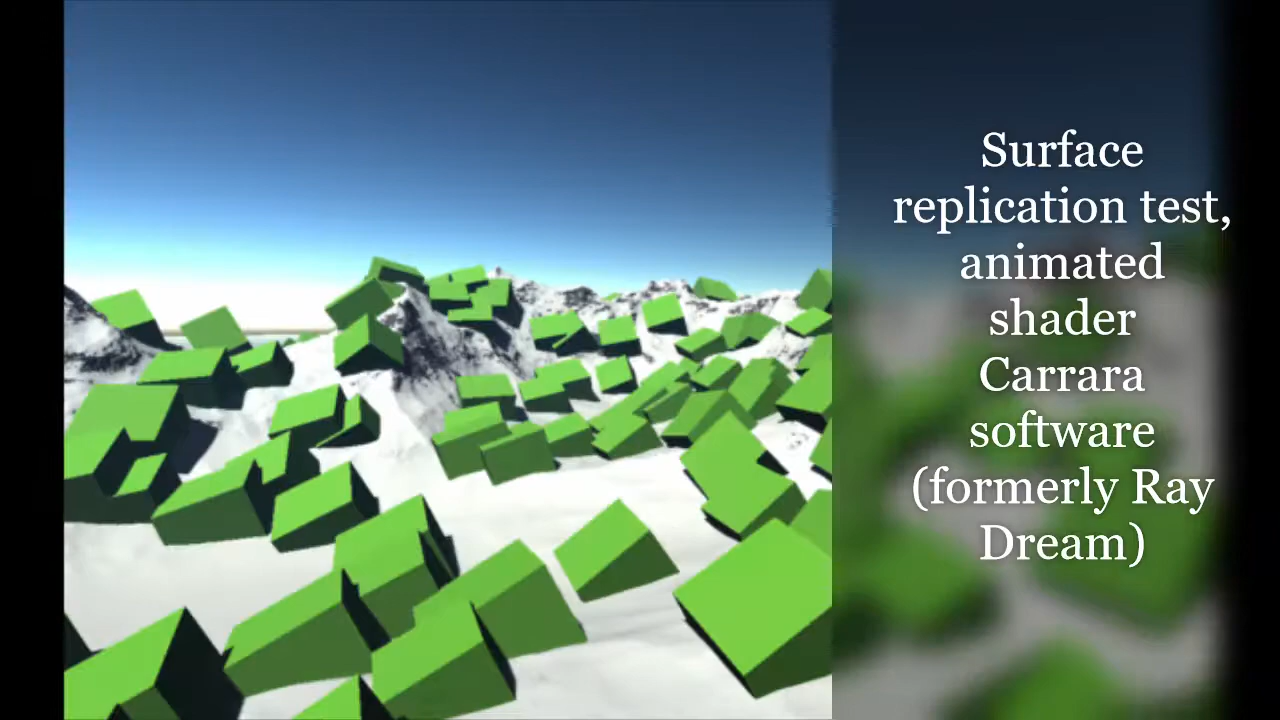 Surface
replication test,
animated
shader
Carrara
software
(formerly Ray
Dream)